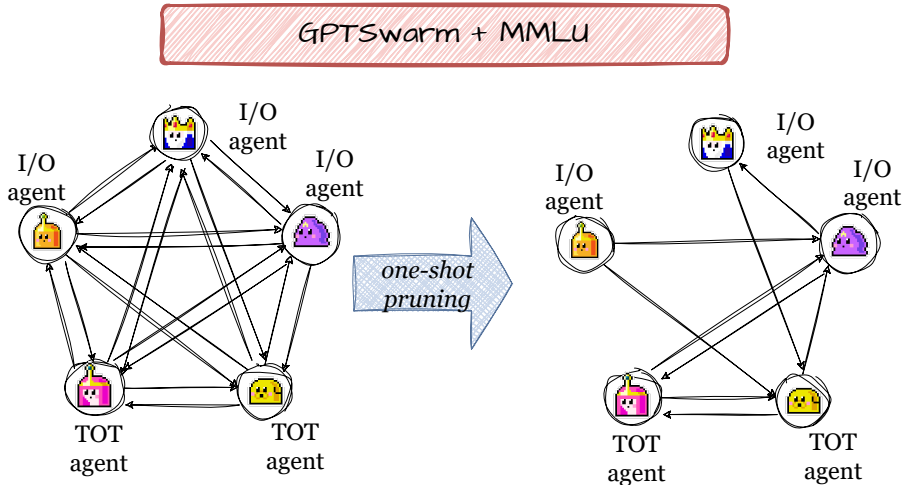 GPTSwarm + MMLU
I/O
agent
I/O
agent
I/O
agent
TOT
agent
TOT
agent
one-shot
pruning
I/O
agent
I/O
agent
I/O
agent
TOT
agent
TOT
agent